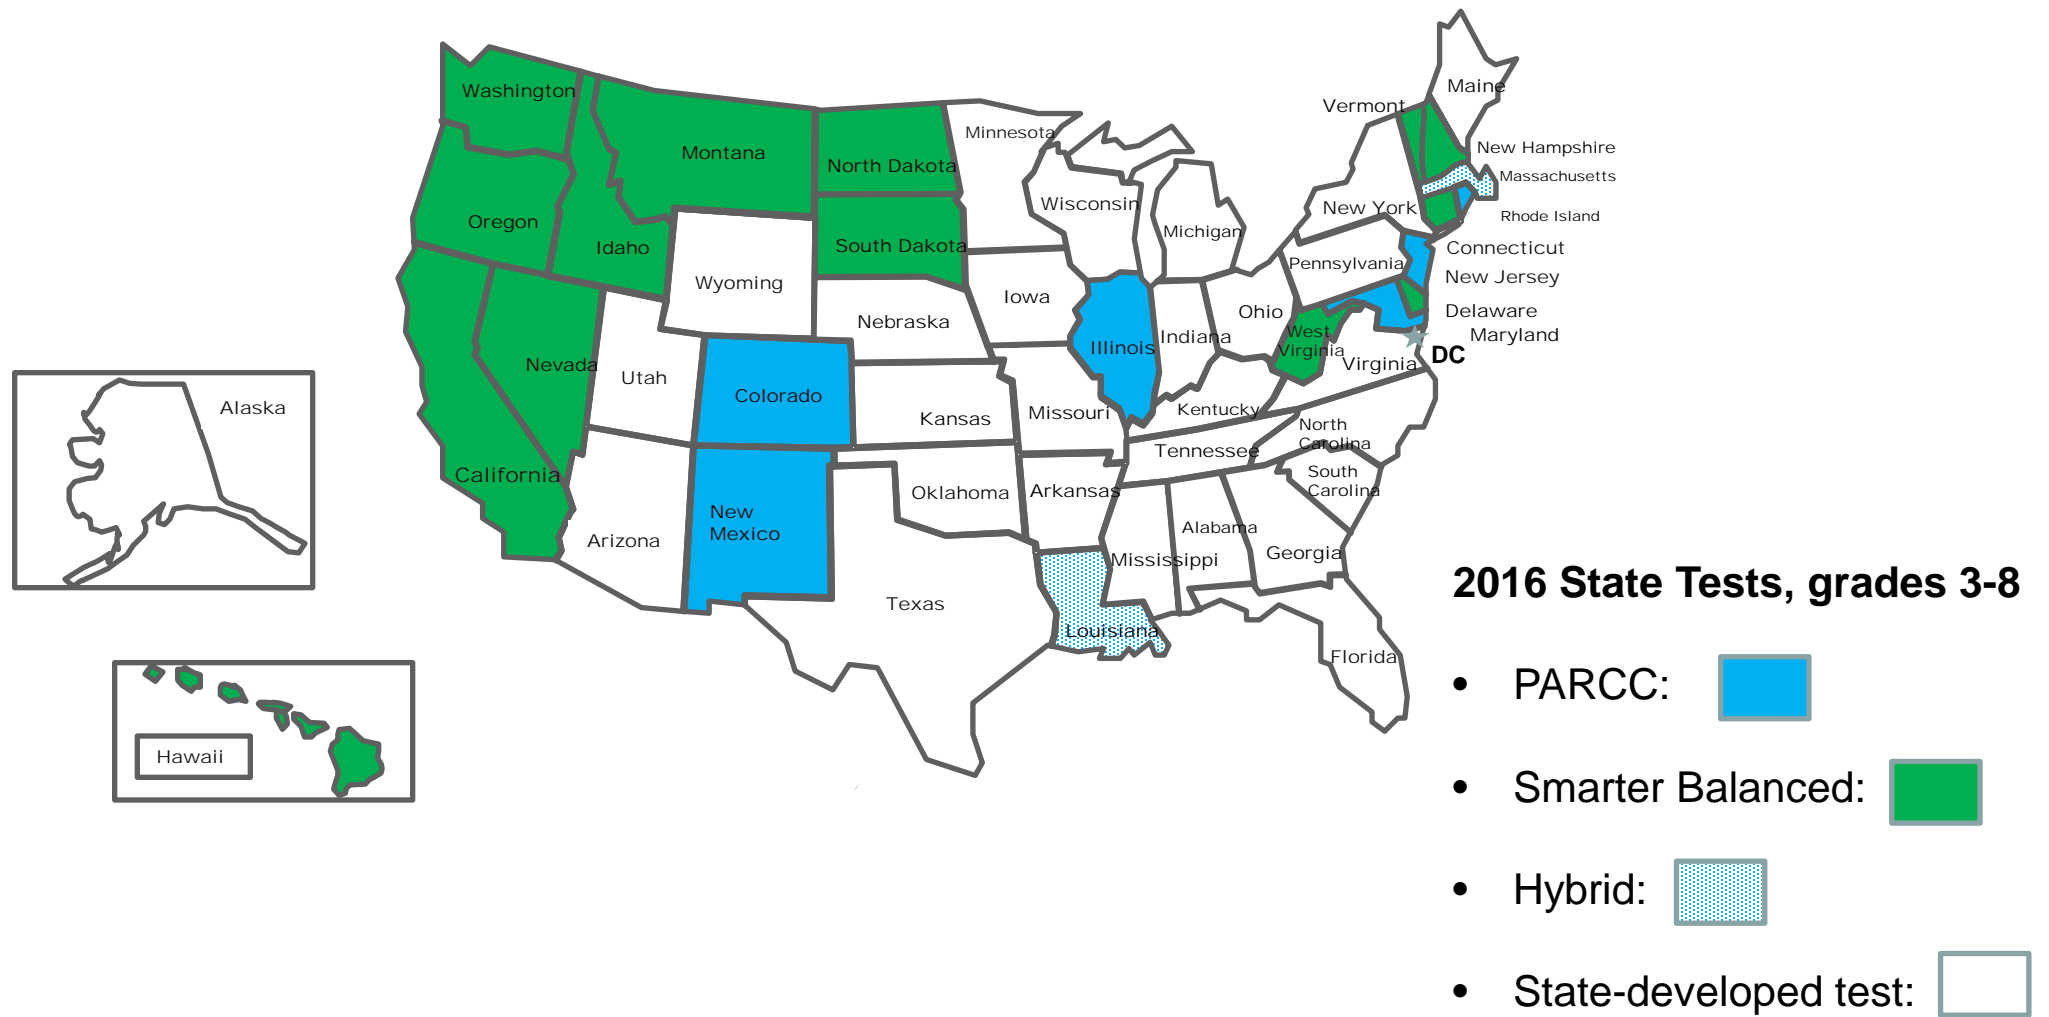 Maine
Washington
Vermont
Minnesota
New Hampshire
Montana
North Dakota
Massachusetts
Wisconsin
New York
Rhode Island
Oregon
Michigan
Idaho
South Dakota
Connecticut
Pennsylvania
New Jersey
Wyoming
Iowa
Ohio
Delaware
Nebraska
West
Virginia
Indiana
Maryland
Illinois
DC
Nevada
Virginia
Utah
Colorado
Alaska
Kansas
Missouri
Kentucky
North
Carolina
Tennessee
California
South
Carolina
Oklahoma
Arkansas
New
Mexico
Alabama
Arizona
Mississippi
Georgia
2016 State Tests, grades 3-8
Texas
Louisiana
Florida
• PARCC:
Hawaii
• Smarter Balanced:
• Hybrid:
• State-developed test: